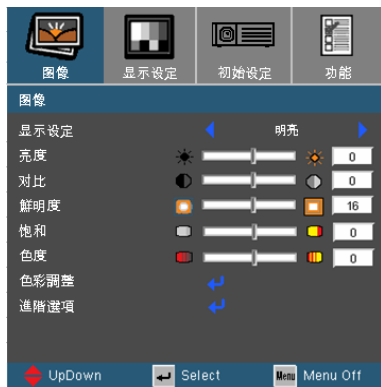 图像 显示设定 初始设定 功能
图像
显示设定 明亮
亮度 0
对比 0
鮮明度 16
饱和 0
色度 0
色彩調整
進階選項
UpDown Select Menu Menu Off